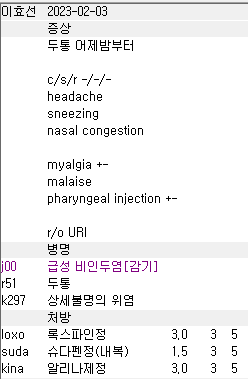 이효선 2023-02-03
증상
두통 어제밤부터
c/s/r -/-/-
headache
sneezing
nasal congestion
myalgia +-
malaise
pharyngeal injection +-
r/o URI
병명
j00 급성 비인두염[감기]
r51 두통
k297 상세불명의 위염
처방
loxo 록스파인정 3.0 3 5
suda 슈다펜정(내복) 1.5 3 5
kina 알리나제정 3.0 3 5